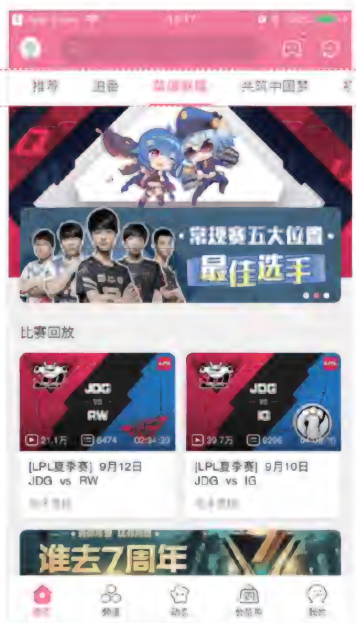 推荐 追番 英雄联盟 共筑中国梦
常规赛五大位置
最佳选手
比赛回放
JDG
VS
RW
21.1万 6474 02:34:39
JDG
VS
IG
39.7万 6296
[LPL夏季赛] 9月12日
JDG vs RW
[LPL夏季赛] 9月10日
JDG vs IG
谁去7周年
首页 频道 动态 会员购 我的